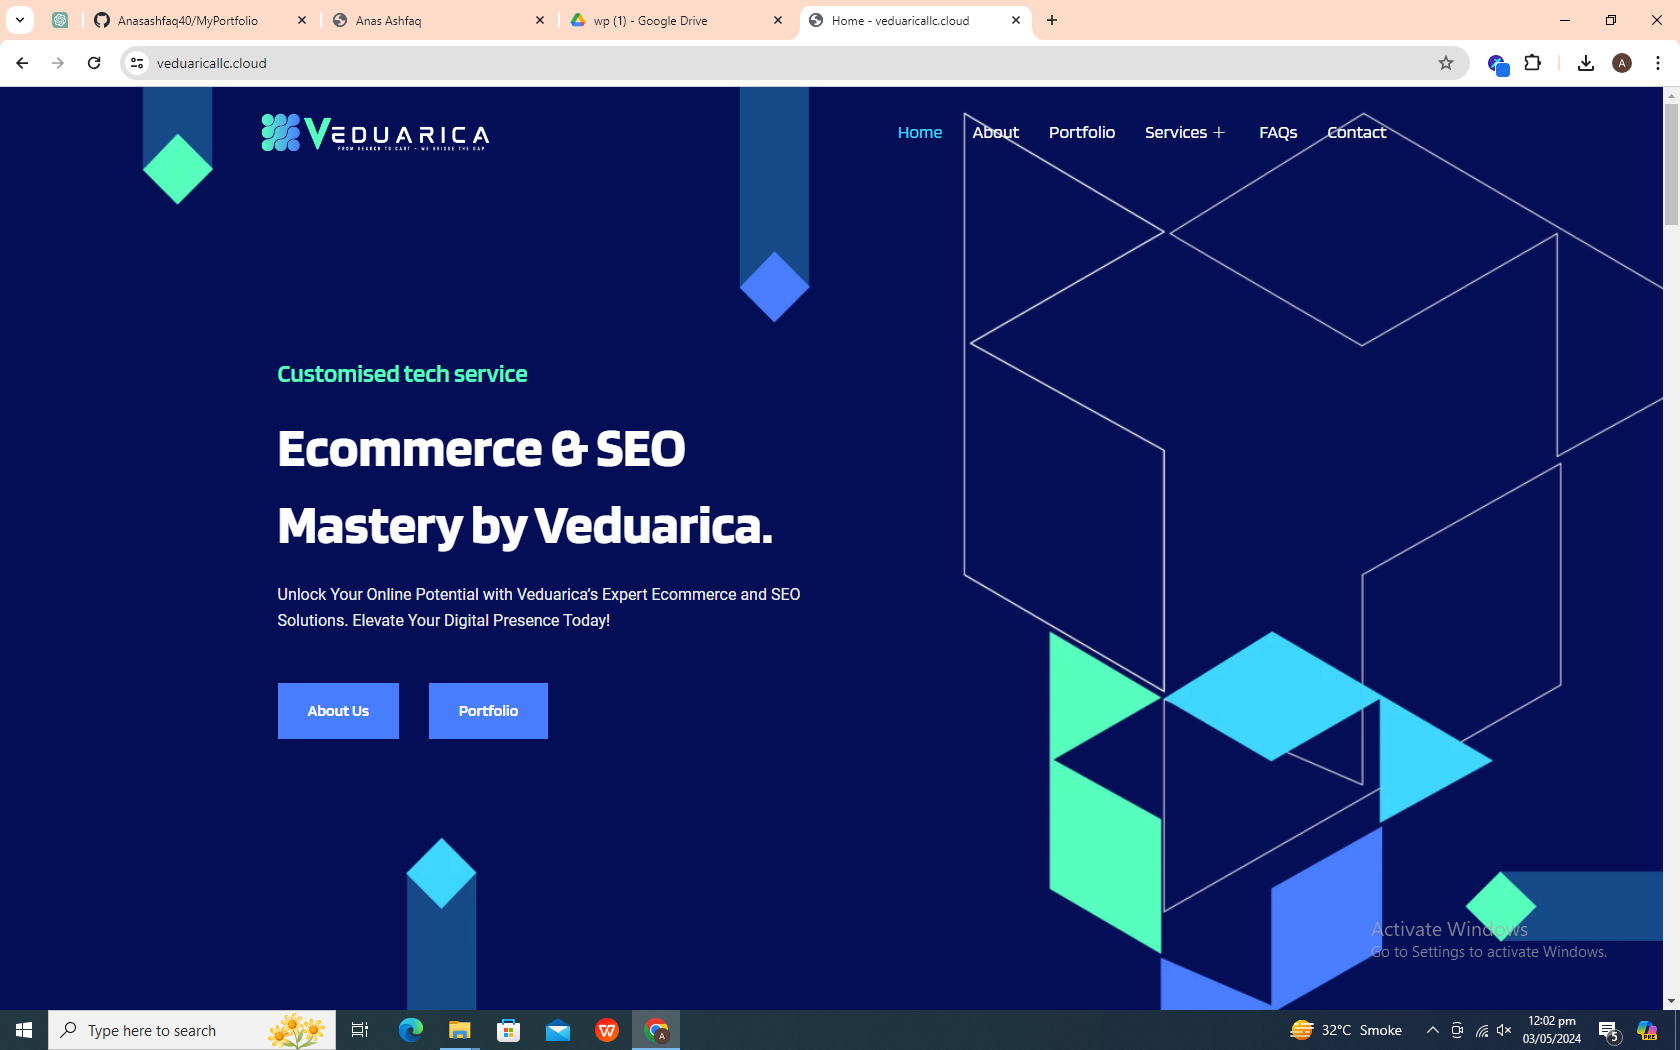 Anasashfaq40/MyPortfolio
Anas Ashfaq
wp (1) - Google Drive
Home - veduaricallc.cloud
veduaricallc.cloud
A
VEDUARICA
FROM SEARCH TO CART - WE BRIDGE THE GAP
Home
About
Portfolio
Services +
FAQs
Contact
Customised tech service
Ecommerce & SEO
Mastery by Veduarica.
Unlock Your Online Potential with Veduarica’s Expert Ecommerce and SEO
Solutions. Elevate Your Digital Presence Today!
About Us
Portfolio
Activate Windows
Go to Settings to activate Windows.
Type here to search
W
A
32°C Smoke
12:02 pm
03/05/2024
5
PRE